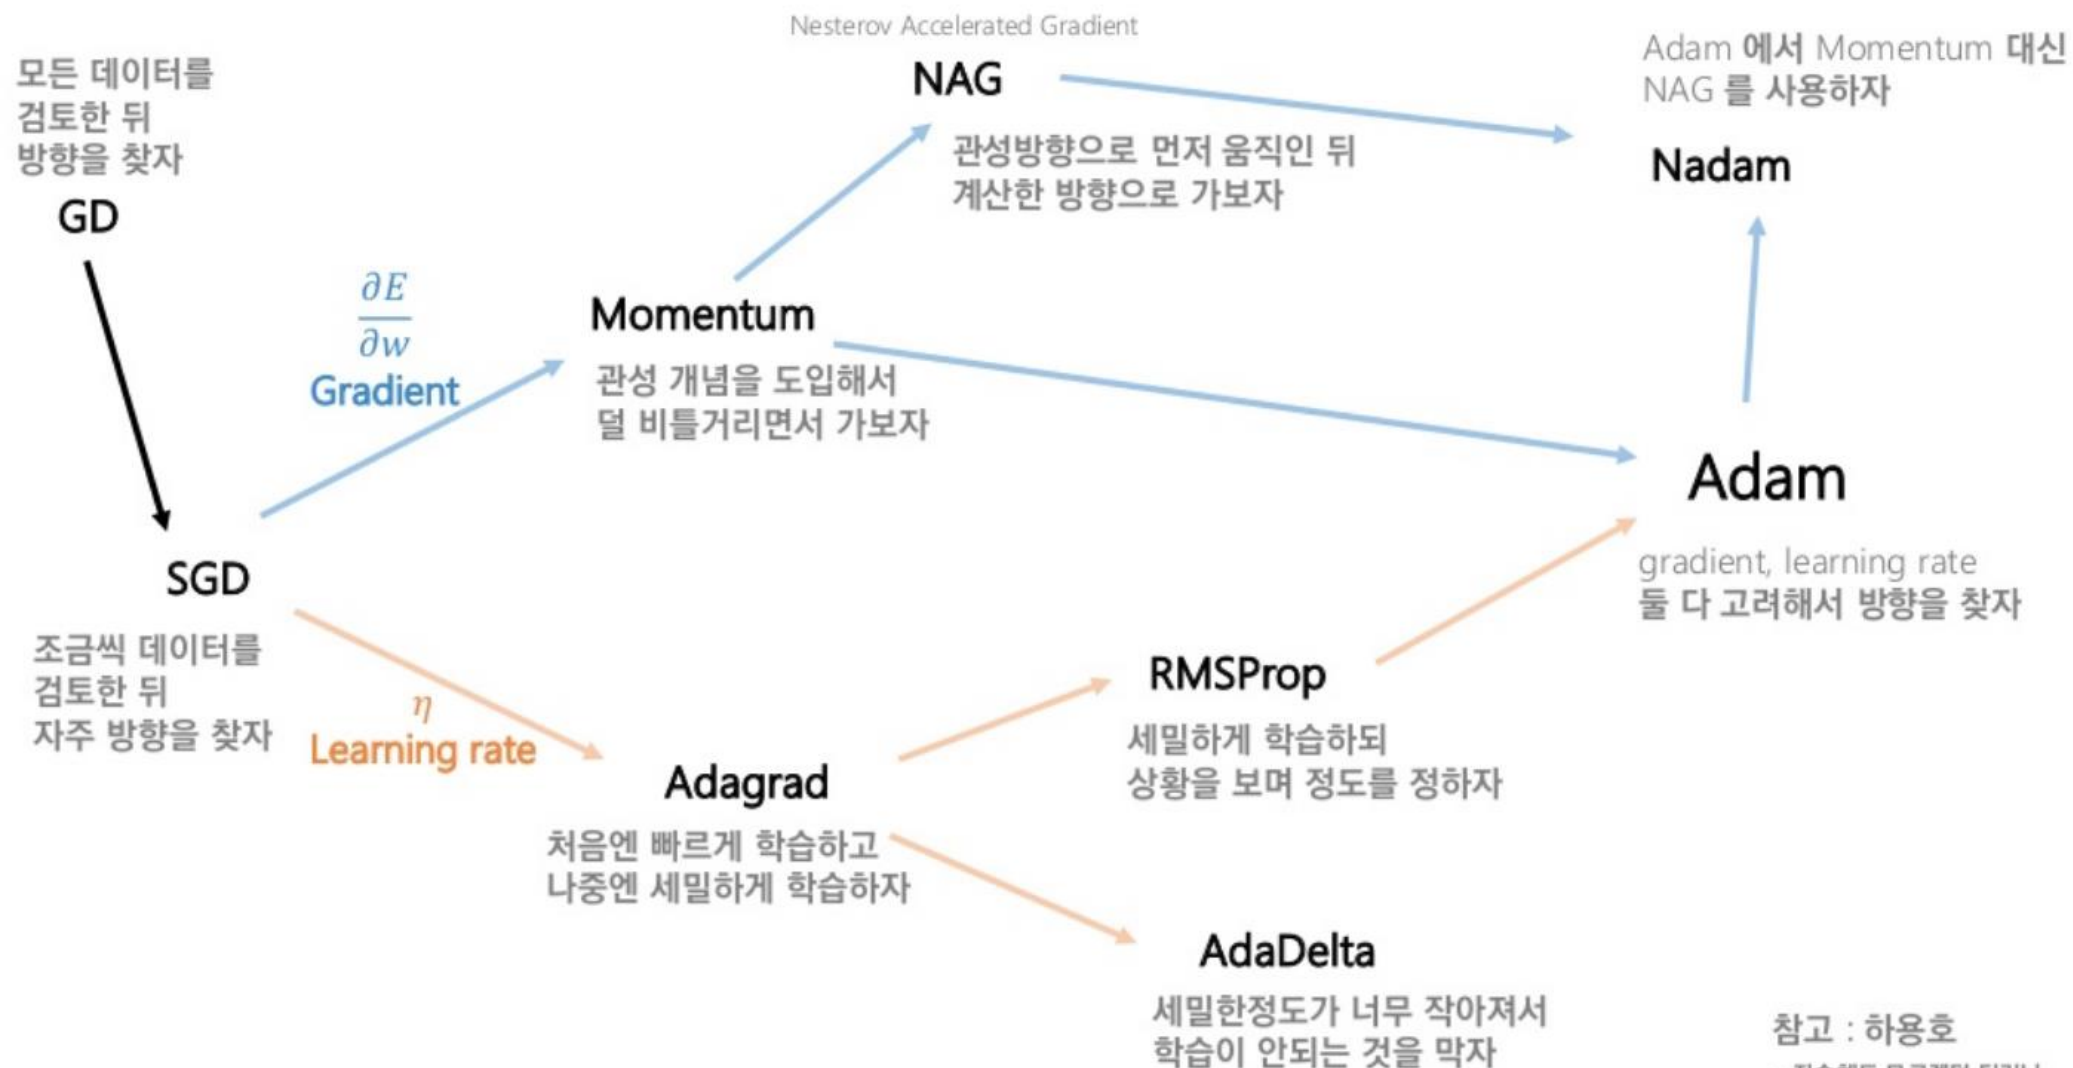 Nesterov Accelerated Gradient
NAG
관성방향으로 먼저 움직인 뒤
계산한 방향으로 가보자
Adam 에서 Momentum 대신
NAG 를 사용하자
Nadam
모든 데이터를
검토한 뒤
방향을 찾자
GD
∂E
∂w
Gradient
Momentum
관성 개념을 도입해서
덜 비틀거리면서 가보자
Adam
gradient, learning rate
둘 다 고려해서 방향을 찾자
SGD
조금씩 데이터를
검토한 뒤
자주 방향을 찾자
η
Learning rate
Adagrad
처음엔 빠르게 학습하고
나중엔 세밀하게 학습하자
RMSProp
세밀하게 학습하되
상황을 보며 정도를 정하자
AdaDelta
세밀한정도가 너무 작아져서
학습이 안되는 것을 막자
참고 : 하용호